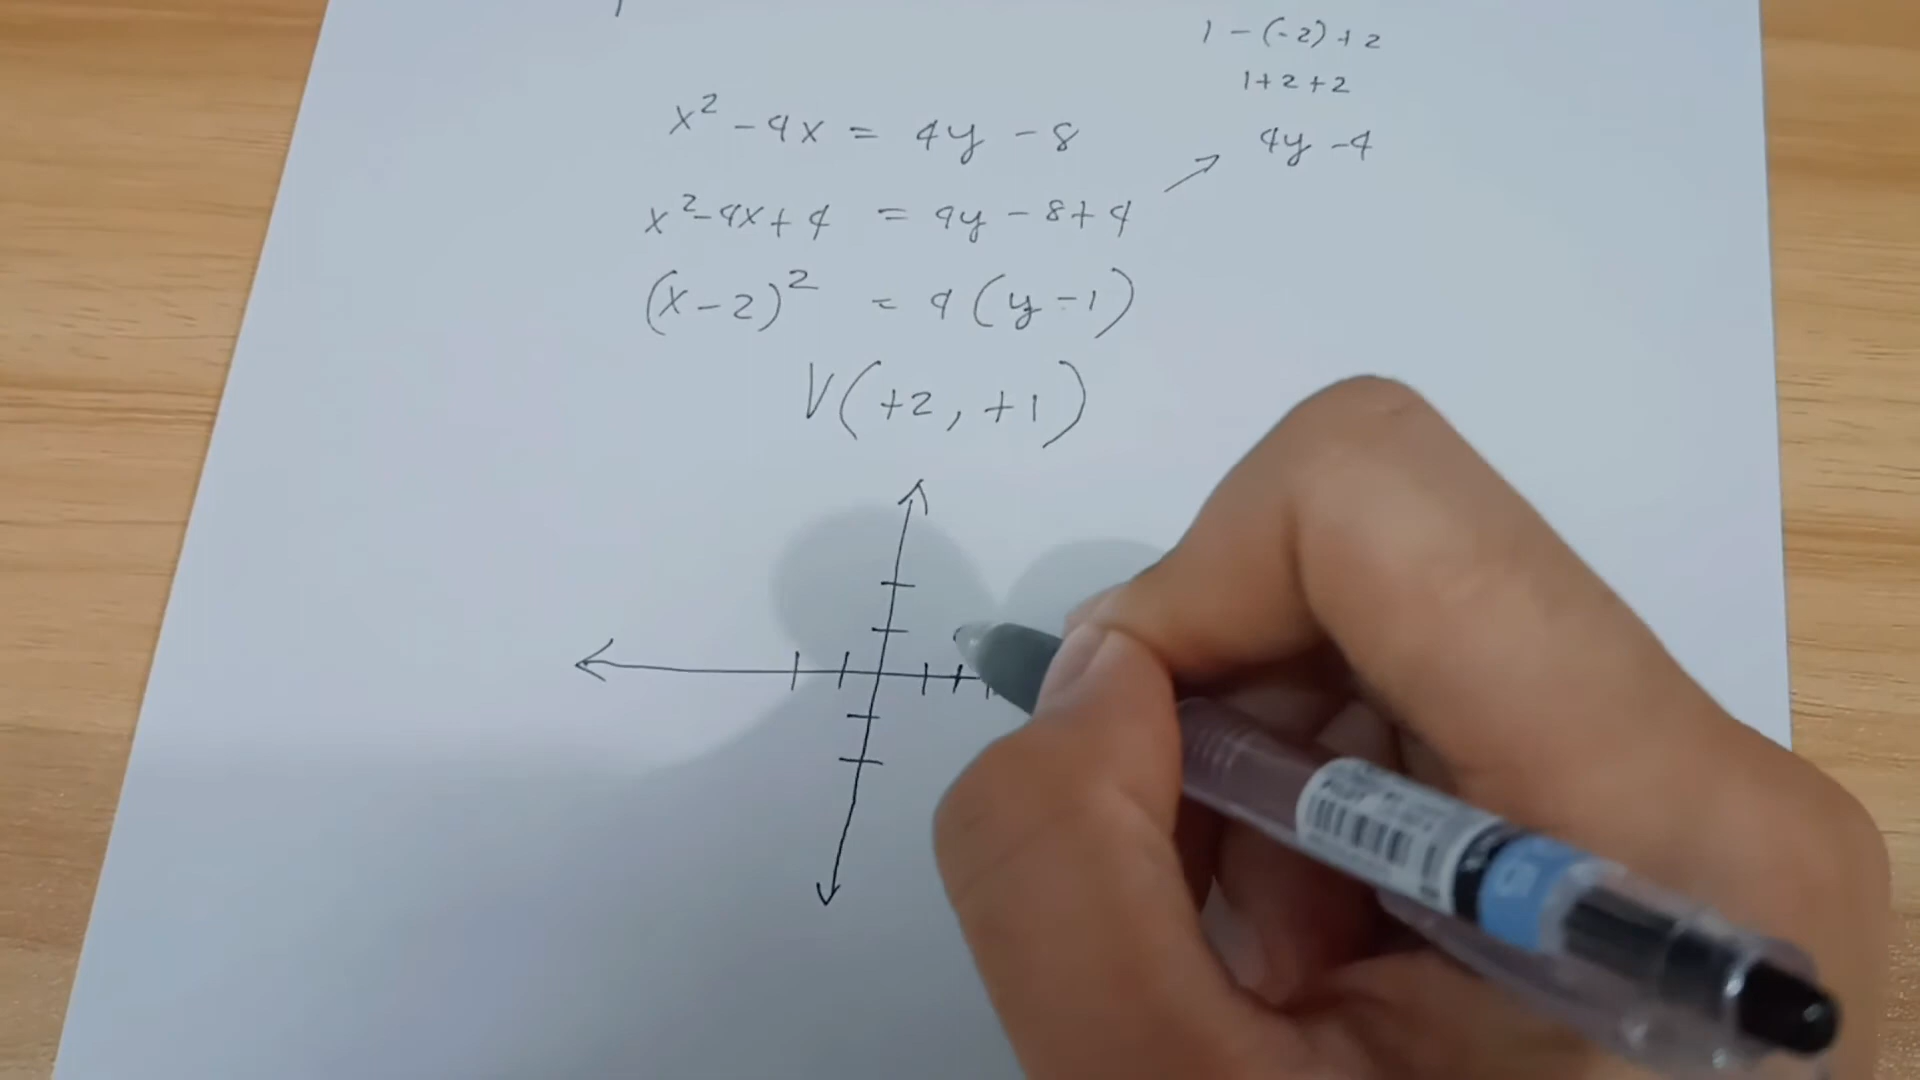 1 - (-2) + 2
1 + 2 + 2
x² - 4x = 4y - 8
4y - 4
x² - 4x + 4 = 4y - 8 + 4
(x - 2)² = 4 (y - 1)
V(+2, +1)